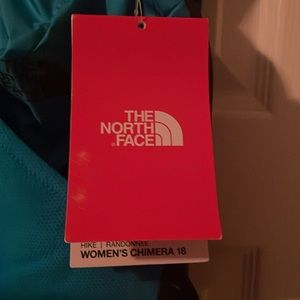 THE
NORTH
FACE
HIKE | RANDONNÉE
WOMEN'S CHIMERA 18